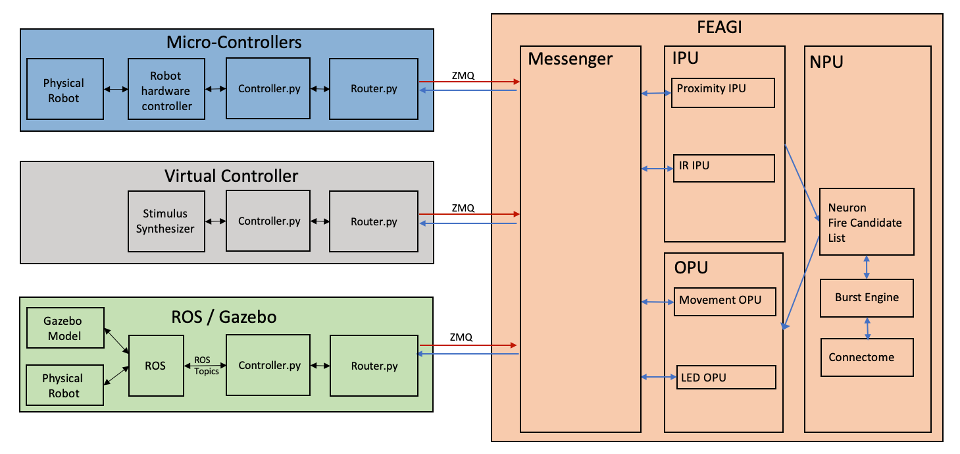 Micro-Controllers
Physical
Robot
Robot
hardware
controller
Controller.py
Router.py
ZMQ
Virtual Controller
Stimulus
Synthesizer
Controller.py
Router.py
ZMQ
ROS / Gazebo
Gazebo
Model
Physical
Robot
ROS
ROS
Topics
Controller.py
Router.py
ZMQ
FEAGI
Messenger
IPU
Proximity IPU
IR IPU
OPU
Movement OPU
LED OPU
NPU
Neuron
Fire Candidate
List
Burst Engine
Connectome